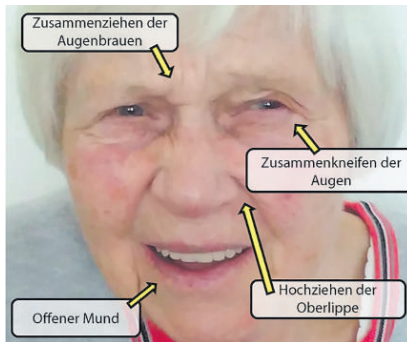 Zusammenziehen der
Augenbrauen
Zusammenkneifen der
Augen
Hochziehen der
Oberlippe
Offener Mund